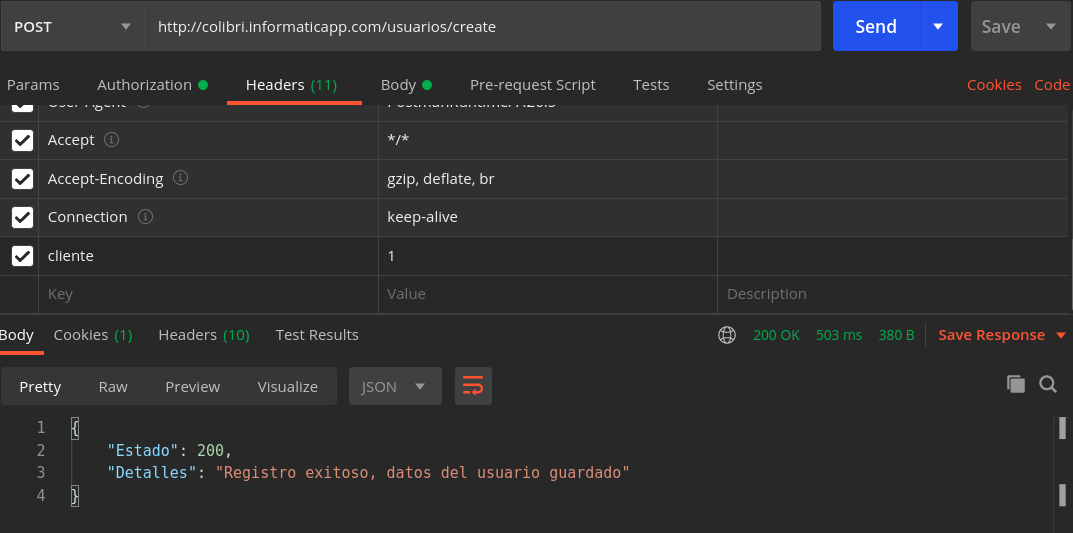 POST http://colibri.informaticapp.com/usuarios/create Send Save
Params Authorization Headers (11) Body Pre-request Script Tests Settings Cookies Code
User-Agent
Accept */*
Accept-Encoding gzip, deflate, br
Connection keep-alive
cliente 1
Key Value Description
Body Cookies (1) Headers (10) Test Results 200 OK 503 ms 380 B Save Response
Pretty Raw Preview Visualize JSON
1 {
2 "Estado": 200,
3 "Detalles": "Registro exitoso, datos del usuario guardado"
4 }